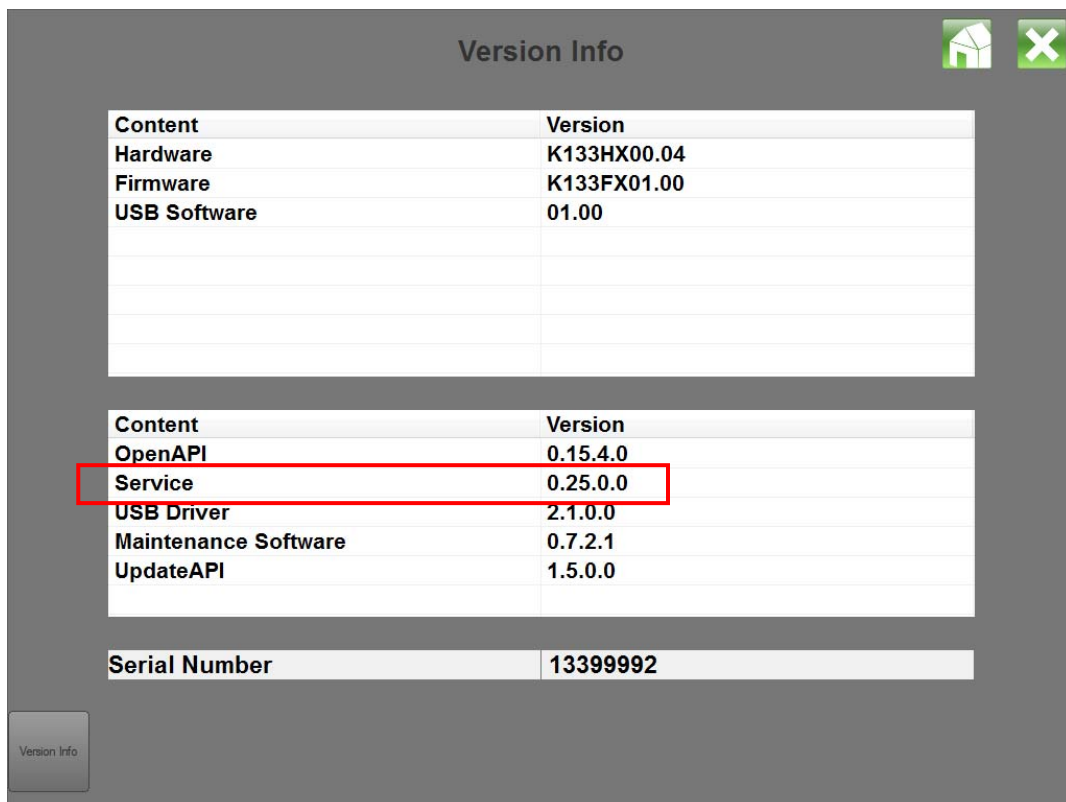 Version Info
Content Version
Hardware K133HX00.04
Firmware K133FX01.00
USB Software 01.00
Content Version
OpenAPI 0.15.4.0
Service 0.25.0.0
USB Driver 2.1.0.0
Maintenance Software 0.7.2.1
UpdateAPI 1.5.0.0
Serial Number 13399992
Version Info